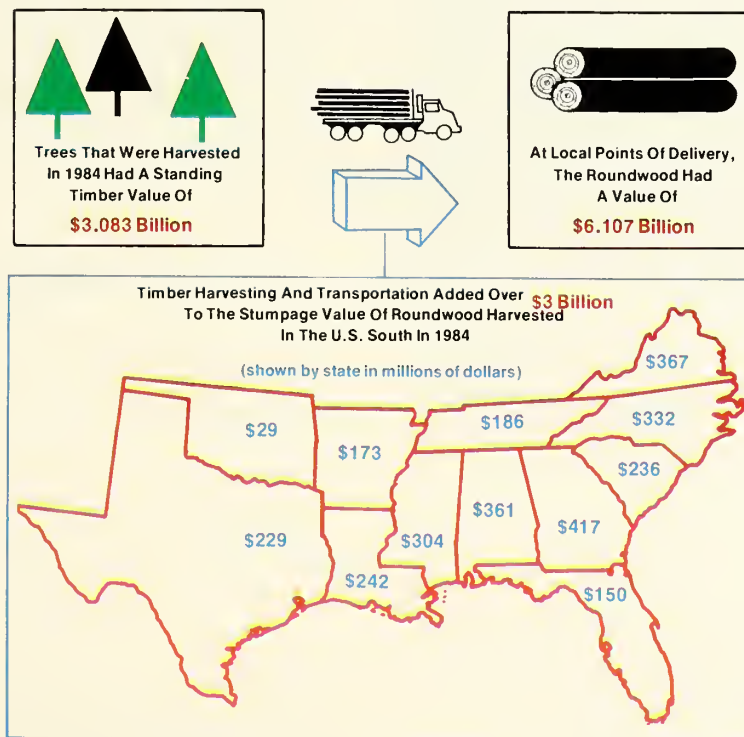 Trees That Were Harvested
In 1984 Had A Standing
Timber Value Of
$3.083 Billion
At Local Points Of Delivery,
The Roundwood Had
A Value Of
$6.107 Billion
Timber Harvesting And Transportation Added Over $3 Billion
To The Stumpage Value Of Roundwood Harvested
In The U.S. South In 1984
(shown by state in millions of dollars)
$367
$29
$186
$332
$173
$236
$361
$417
$229
$304
$242
$150